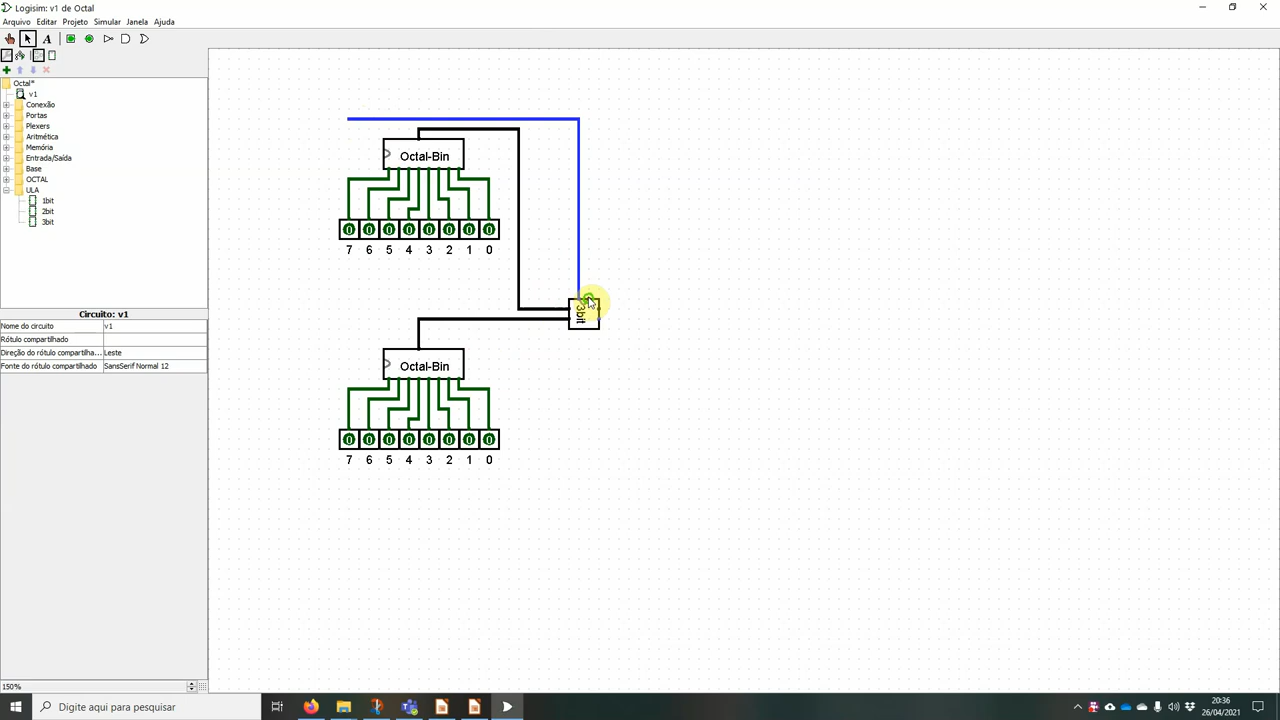 Logisim: v1 de Octal
Arquivo Editar Projeto Simular Janela Ajuda
A
Octal*
v1
Conexão
Portas
Plexers
Aritmética
Memória
Entrada/Saída
Base
OCTAL
ULA
1bit
2bit
3bit
Circuito: v1
Nome do circuito v1
Rótulo compartilhado
Direção do rótulo compartilha... Leste
Fonte do rótulo compartilhado SansSerif Normal 12
150%
Octal-Bin
0 0 0 0 0 0 0 0
7 6 5 4 3 2 1 0
3bit
Octal-Bin
0 0 0 0 0 0 0 0
7 6 5 4 3 2 1 0
Digite aqui para pesquisar
20:36
26/04/2021